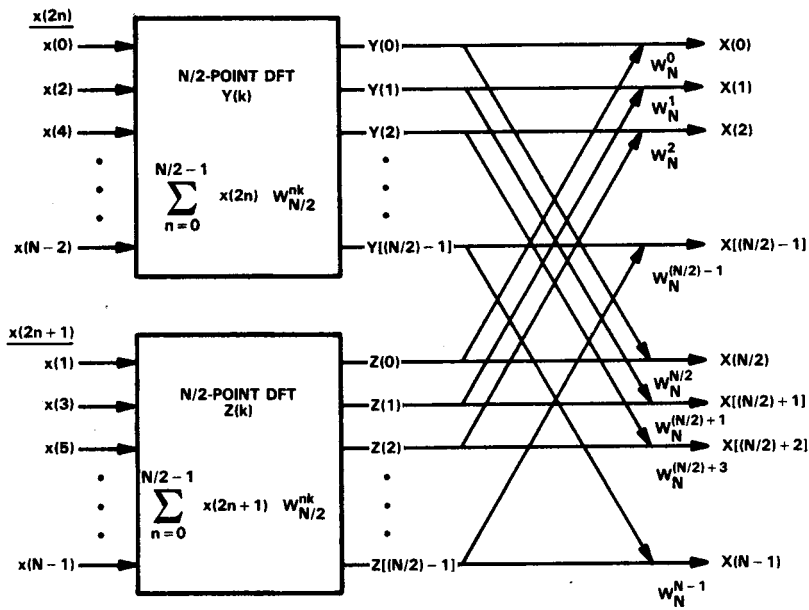 x(2n)
x(0)
x(2)
x(4)
x(N−2)
N/2-POINT DFT
Y(k)
N/2−1
∑ x(2n) W_{N/2}^{nk}
n=0
Y(0)
Y(1)
Y(2)
Y[(N/2)−1]
W_N^0
W_N^1
W_N^2
W_N^{(N/2)−1}
X(0)
X(1)
X(2)
X[(N/2)−1]
x(2n+1)
x(1)
x(3)
x(5)
x(N−1)
N/2-POINT DFT
Z(k)
N/2−1
∑ x(2n+1) W_{N/2}^{nk}
n=0
Z(0)
Z(1)
Z(2)
Z[(N/2)−1]
W_N^{N/2}
W_N^{(N/2)+1}
W_N^{(N/2)+3}
W_N^{N−1}
X(N/2)
X[(N/2)+1]
X[(N/2)+2]
X(N−1)